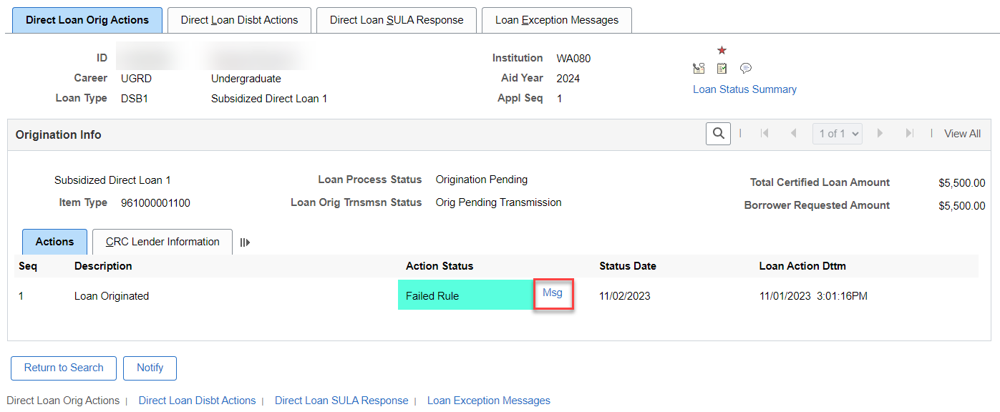 Direct Loan Orig Actions Direct Loan Disbt Actions Direct Loan SULA Response Loan Exception Messages
ID Institution WA080
Career UGRD Undergraduate Aid Year 2024
Loan Type DSB1 Subsidized Direct Loan 1 Appl Seq 1
Loan Status Summary
Origination Info 1 of 1 View All
Subsidized Direct Loan 1 Loan Process Status Origination Pending Total Certified Loan Amount $5,500.00
Item Type 961000001100 Loan Orig Trnsmsn Status Orig Pending Transmission Borrower Requested Amount $5,500.00
Actions CRC Lender Information
Seq Description Action Status Status Date Loan Action Dttm
1 Loan Originated Failed Rule Msg 11/02/2023 11/01/2023 3:01:16PM
Return to Search Notify
Direct Loan Orig Actions | Direct Loan Disbt Actions | Direct Loan SULA Response | Loan Exception Messages